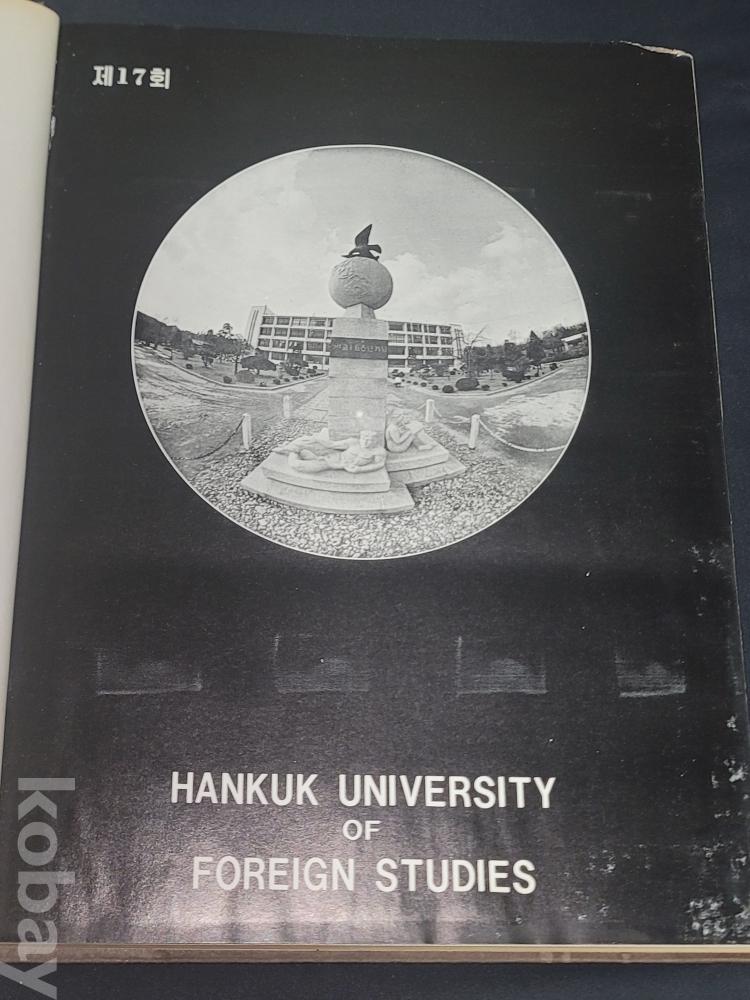 제17회
HANKUK UNIVERSITY
OF
FOREIGN STUDIES
kobay